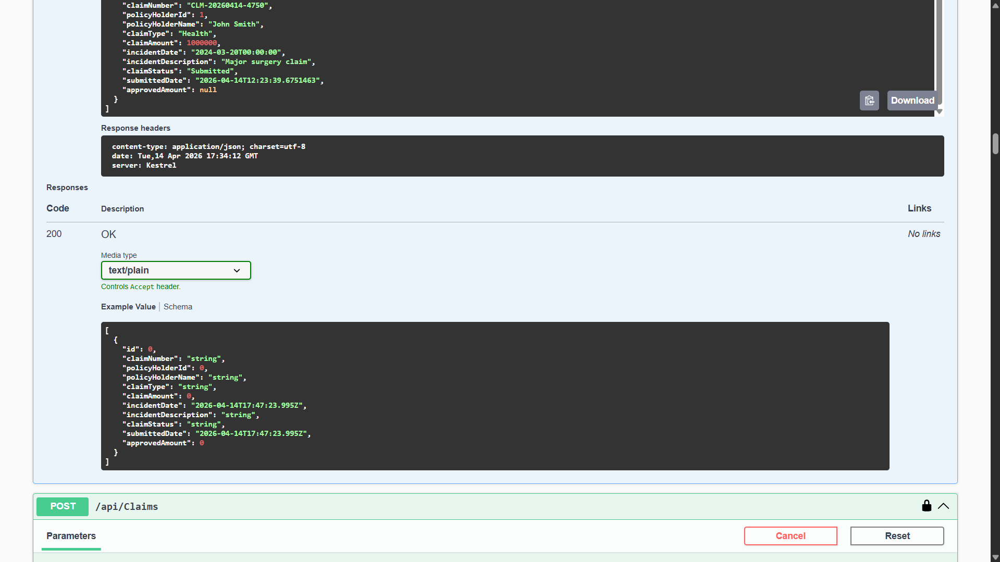 "claimNumber": "CLM-20260414-4750",
"policyHolderId": 1,
"policyHolderName": "John Smith",
"claimType": "Health",
"claimAmount": 1000000,
"incidentDate": "2024-03-20T00:00:00",
"incidentDescription": "Major surgery claim",
"claimStatus": "Submitted",
"submittedDate": "2026-04-14T12:23:39.6751463",
"approvedAmount": null
}
]
Download
Response headers
content-type: application/json; charset=utf-8
date: Tue,14 Apr 2026 17:34:12 GMT
server: Kestrel
Responses
Code Description Links
200 OK No links
Media type
text/plain
Controls Accept header.
Example Value Schema
[
{
"id": 0,
"claimNumber": "string",
"policyHolderId": 0,
"policyHolderName": "string",
"claimType": "string",
"claimAmount": 0,
"incidentDate": "2026-04-14T17:47:23.995Z",
"incidentDescription": "string",
"claimStatus": "string",
"submittedDate": "2026-04-14T17:47:23.995Z",
"approvedAmount": 0
}
]
POST /api/Claims
Parameters Cancel Reset